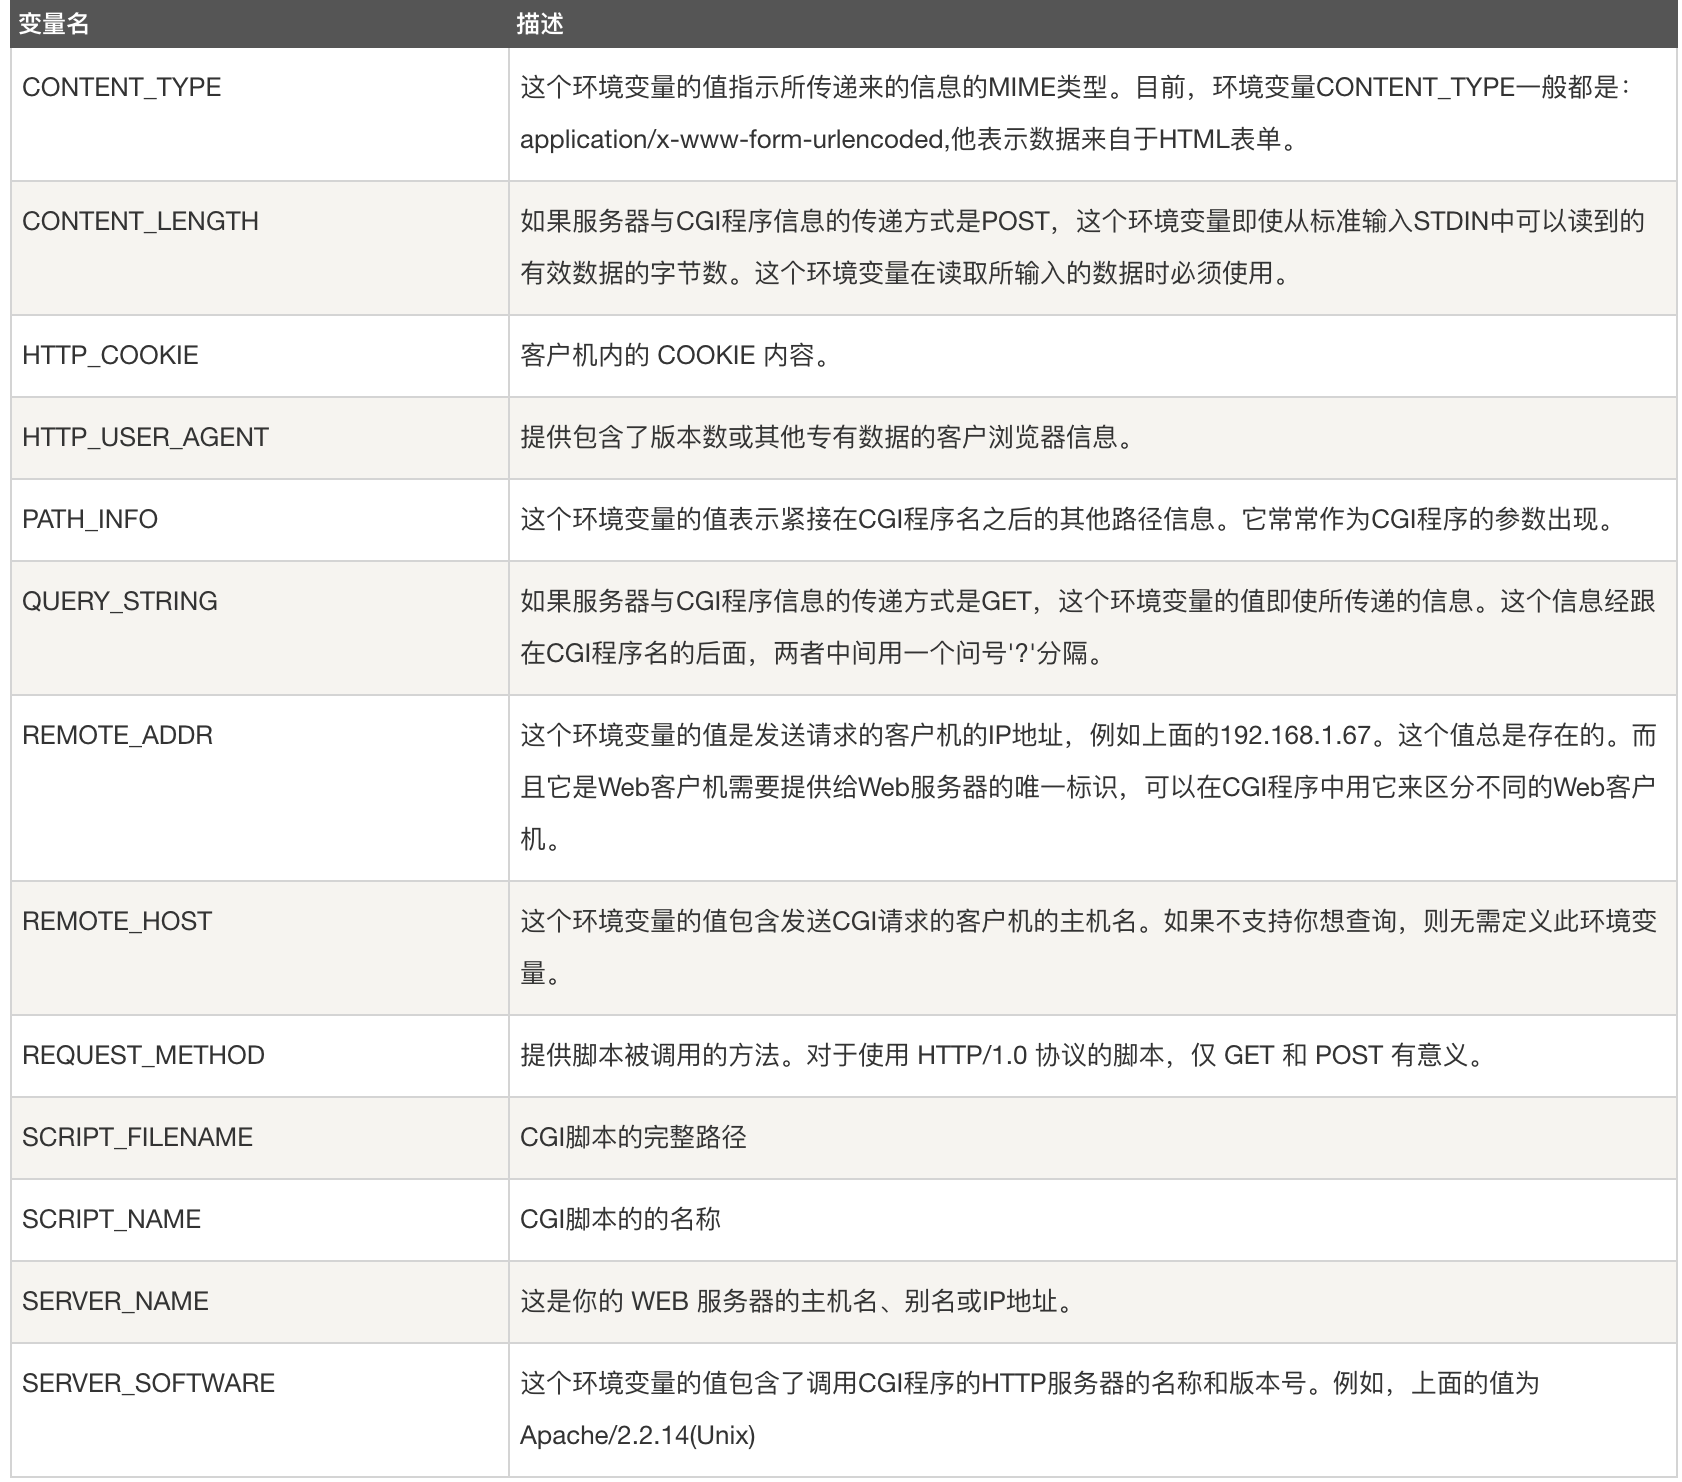 变量名 描述
CONTENT_TYPE 这个环境变量的值指示所传递来的信息的MIME类型。目前，环境变量CONTENT_TYPE一般都是：
application/x-www-form-urlencoded,他表示数据来自于HTML表单。
CONTENT_LENGTH 如果服务器与CGI程序信息的传递方式是POST，这个环境变量即使从标准输入STDIN中可以读到的
有效数据的字节数。这个环境变量在读取所输入的数据时必须使用。
HTTP_COOKIE 客户机内的 COOKIE 内容。
HTTP_USER_AGENT 提供包含了版本数或其他专有数据的客户浏览器信息。
PATH_INFO 这个环境变量的值表示紧接在CGI程序名之后的其他路径信息。它常常作为CGI程序的参数出现。
QUERY_STRING 如果服务器与CGI程序信息的传递方式是GET，这个环境变量的值即使所传递的信息。这个信息经跟
在CGI程序名的后面，两者中间用一个问号'?'分隔。
REMOTE_ADDR 这个环境变量的值是发送请求的客户机的IP地址，例如上面的192.168.1.67。这个值总是存在的。而
且它是Web客户机需要提供给Web服务器的唯一标识，可以在CGI程序中用它来区分不同的Web客户
机。
REMOTE_HOST 这个环境变量的值包含发送CGI请求的客户机的主机名。如果不支持你想查询，则无需定义此环境变
量。
REQUEST_METHOD 提供脚本被调用的方法。对于使用 HTTP/1.0 协议的脚本，仅 GET 和 POST 有意义。
SCRIPT_FILENAME CGI脚本的完整路径
SCRIPT_NAME CGI脚本的的名称
SERVER_NAME 这是你的 WEB 服务器的主机名、别名或IP地址。
SERVER_SOFTWARE 这个环境变量的值包含了调用CGI程序的HTTP服务器的名称和版本号。例如，上面的值为
Apache/2.2.14(Unix)